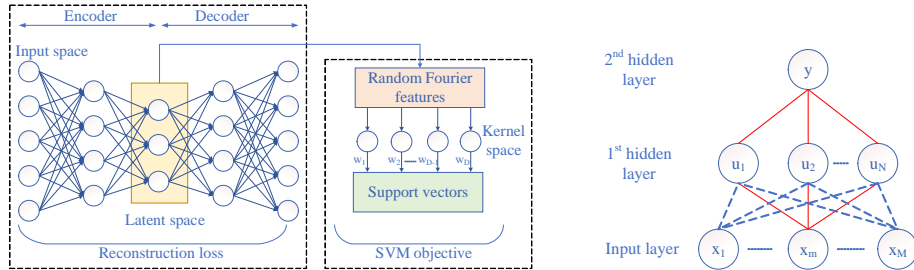 Encoder
Decoder
Input space
Latent space
Reconstruction loss
Random Fourier
features
Kernel
space
w1 w2 wD-1 wD
Support vectors
SVM objective
2nd hidden
layer
y
1st hidden
layer
u1 u2 uN
Input layer
x1 xm xM